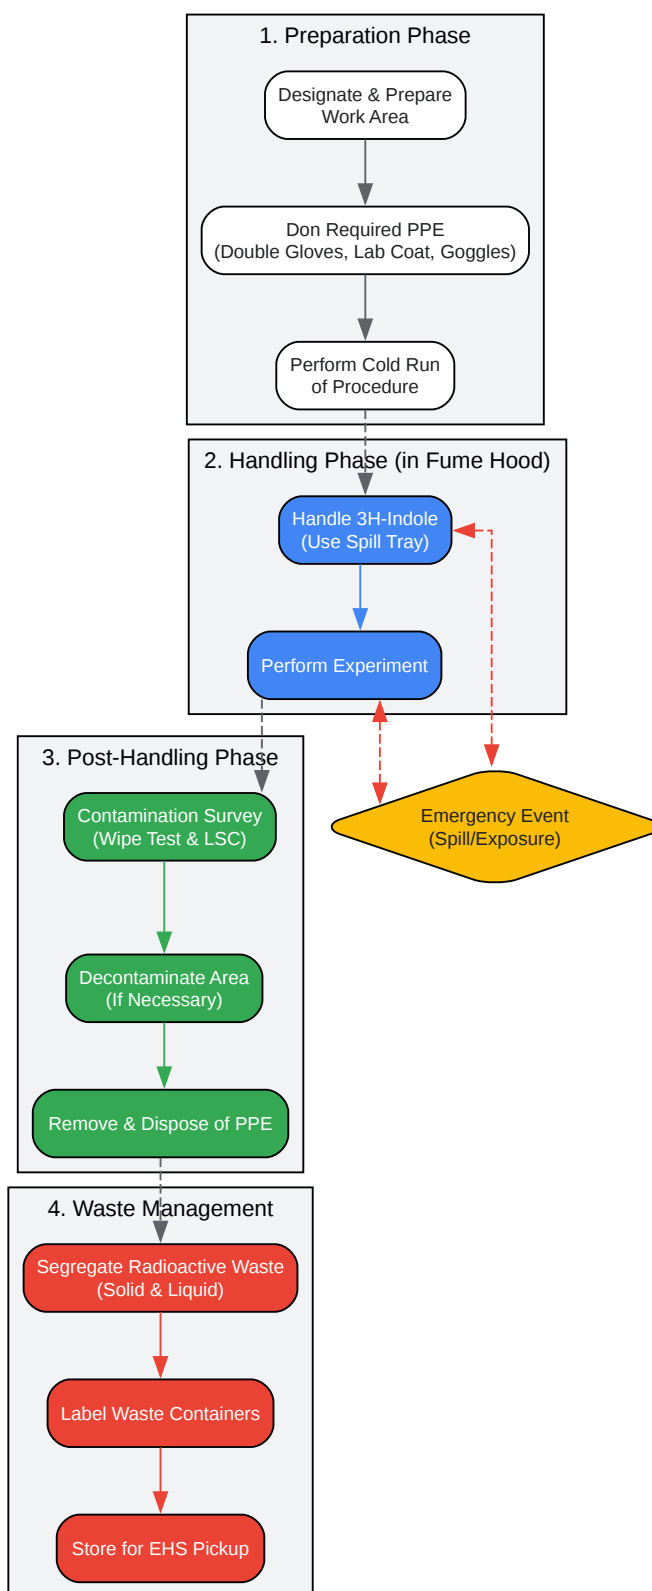 1. Preparation Phase
Designate & Prepare
Work Area
Don Required PPE
(Double Gloves, Lab Coat, Goggles)
Perform Cold Run
of Procedure
2. Handling Phase (in Fume Hood)
Handle 3H-Indole
(Use Spill Tray)
Perform Experiment
3. Post-Handling Phase
Contamination Survey
(Wipe Test & LSC)
Emergency Event
(Spill/Exposure)
Decontaminate Area
(If Necessary)
Remove & Dispose of PPE
4. Waste Management
Segregate Radioactive Waste
(Solid & Liquid)
Label Waste Containers
Store for EHS Pickup